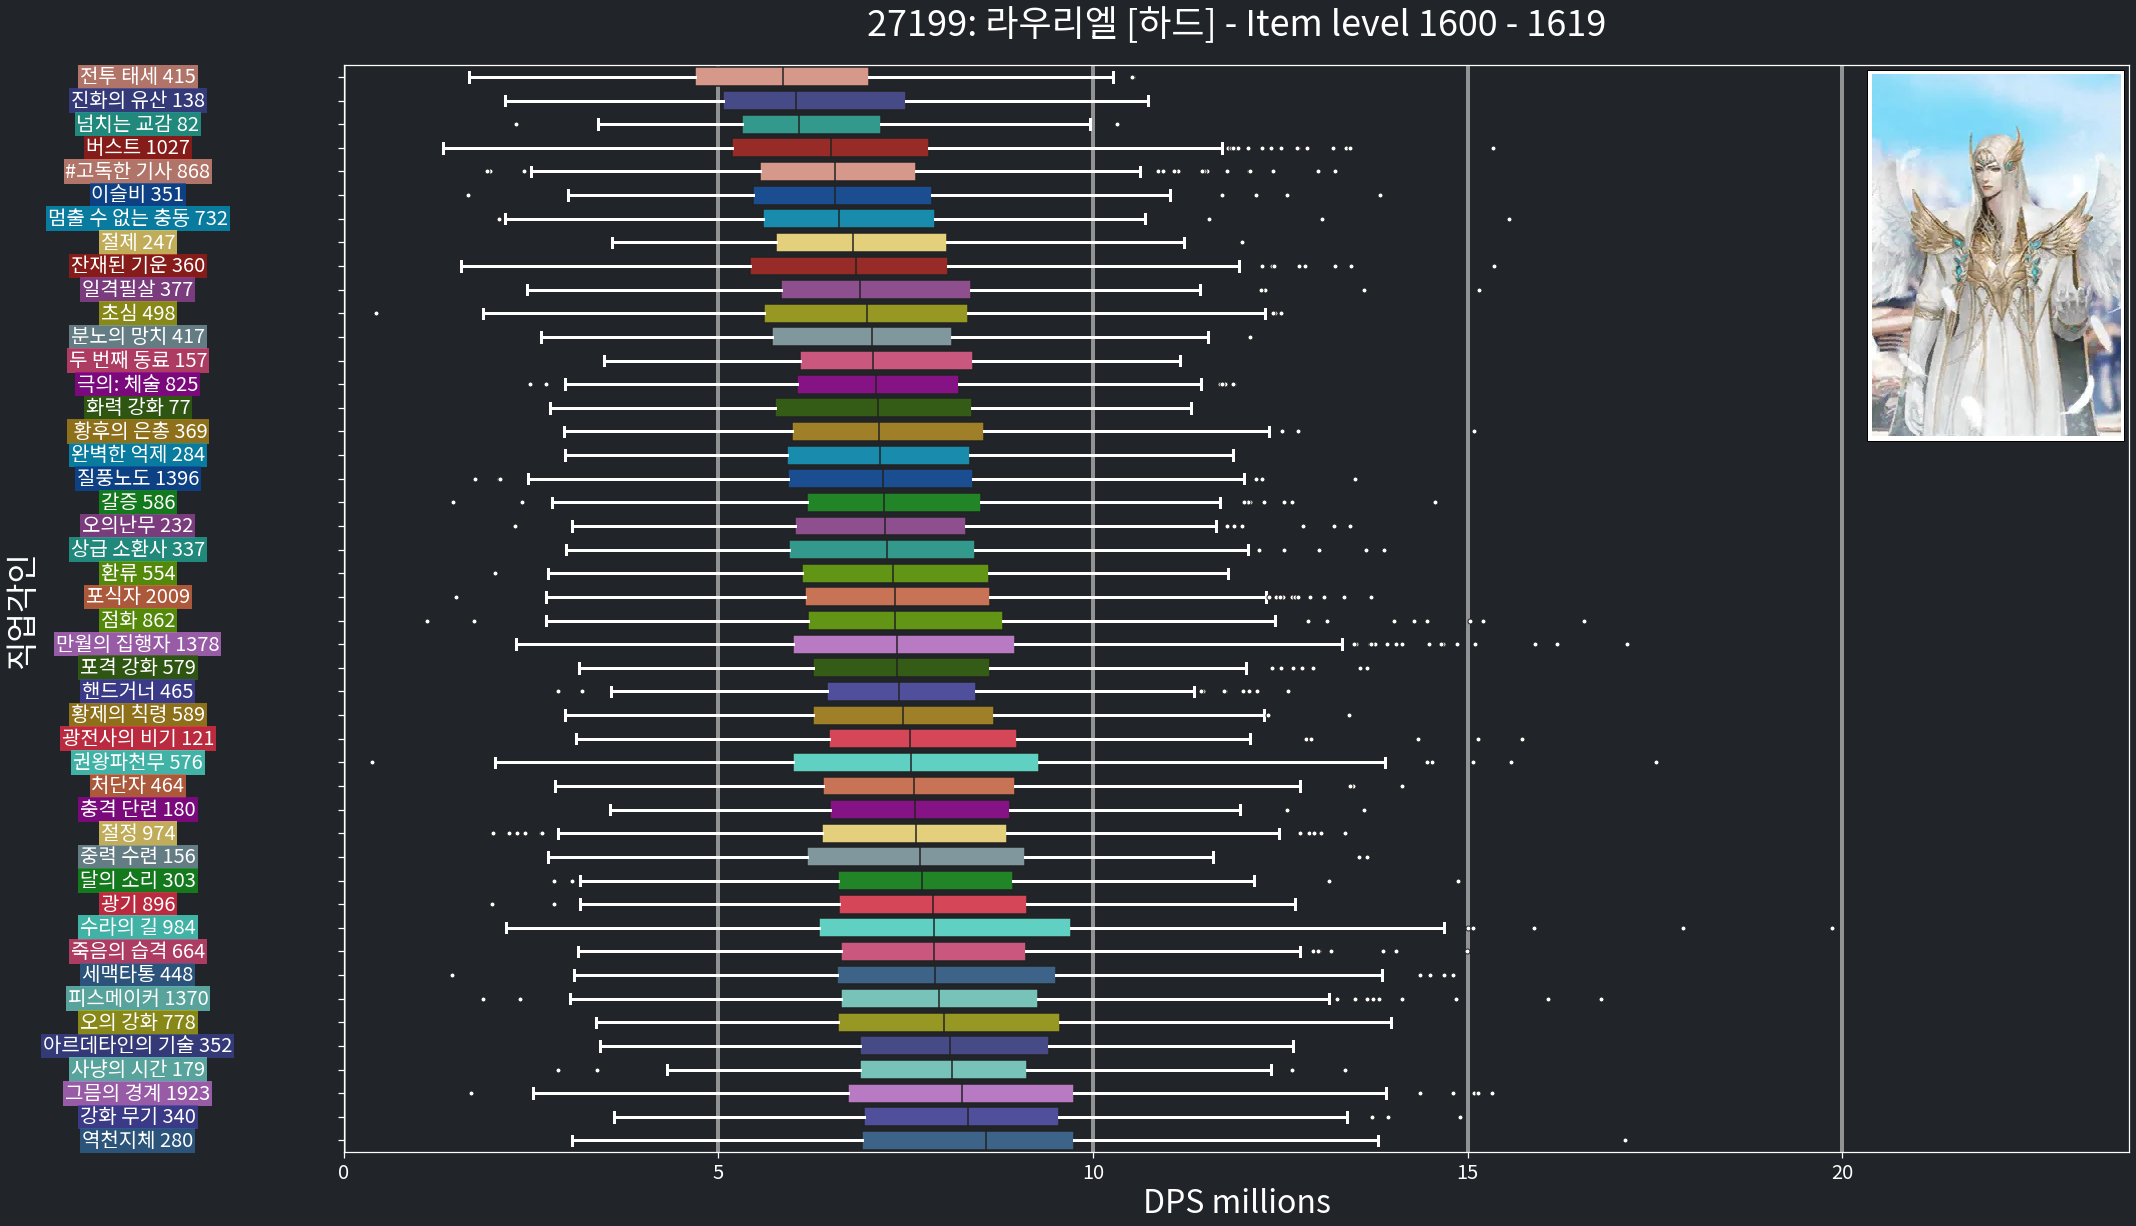 27199: 라우리엘 [하드] - Item level 1600 - 1619
전투 태세 415
진화의 유산 138
넘치는 교감 82
버스트 1027
#고독한 기사 868
이슬비 351
멈출 수 없는 충동 732
절제 247
잔재된 기운 360
일격필살 377
초심 498
분노의 망치 417
두 번째 동료 157
극의: 체술 825
화력 강화 77
황후의 은총 369
완벽한 억제 284
질풍노도 1396
갈증 586
오의난무 232
상급 소환사 337
환류 554
포식자 2009
점화 862
만월의 집행자 1378
포격 강화 579
핸드거너 465
황제의 칙령 589
광전사의 비기 121
권왕파천무 576
처단자 464
충격 단련 180
절정 974
중력 수련 156
달의 소리 303
광기 896
수라의 길 984
죽음의 습격 664
세맥타통 448
피스메이커 1370
오의 강화 778
아르데타인의 기술 352
사냥의 시간 179
그믐의 경계 1923
강화 무기 340
역천지체 280
직업각인
0 5 10 15 20
DPS millions